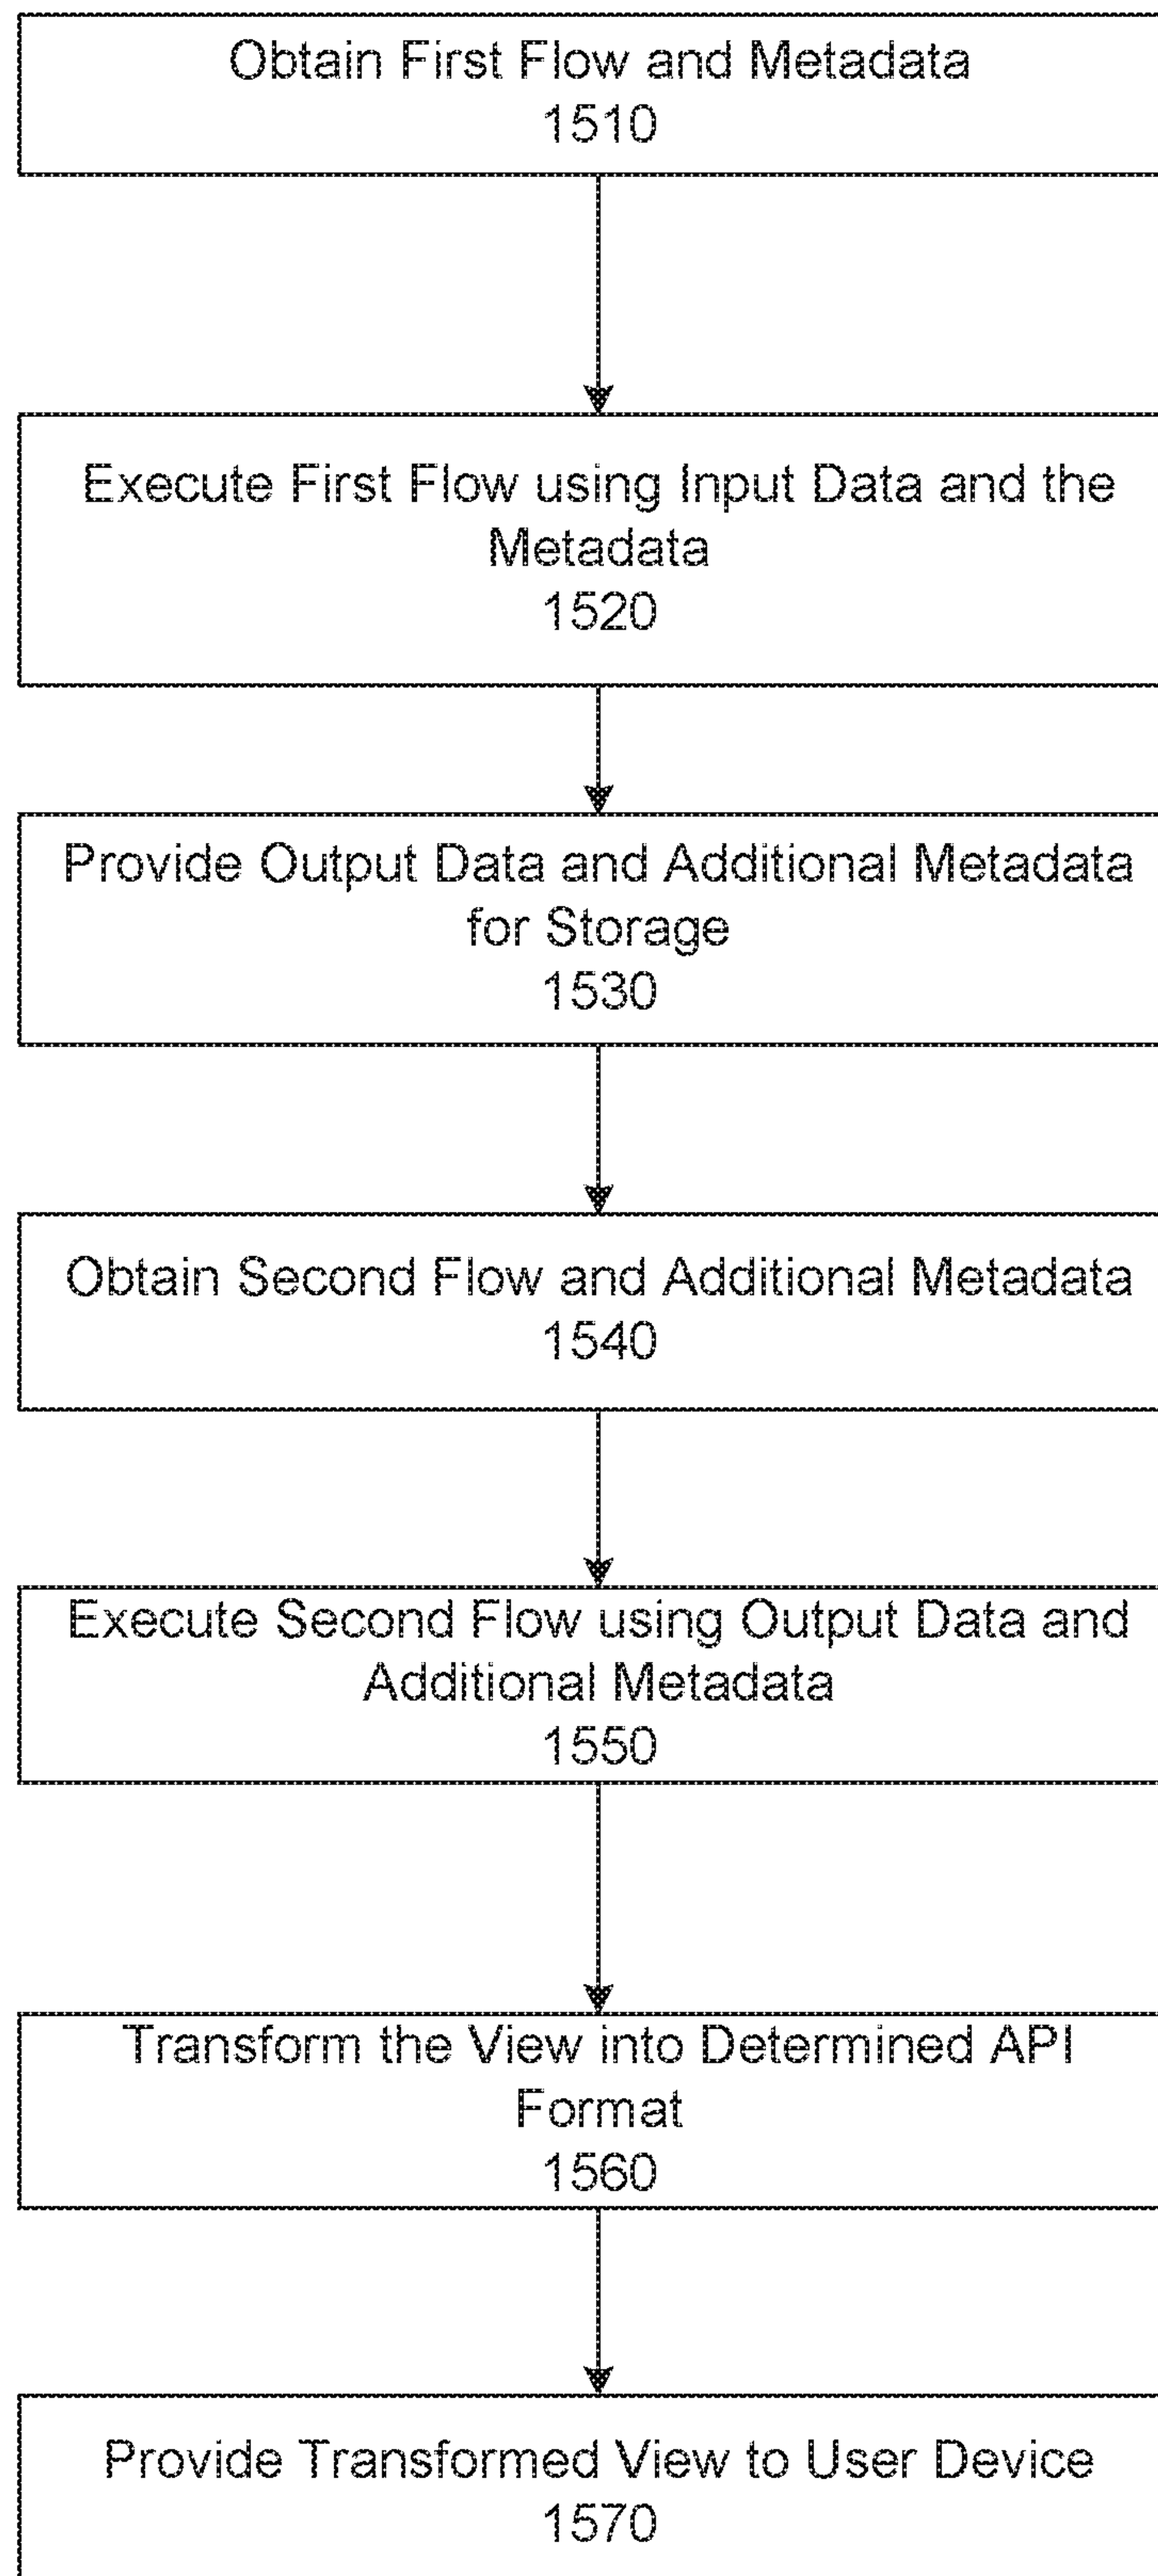 Obtain First Flow and Metadata
1510
Execute First Flow using Input Data and the
Metadata
1520
Provide Output Data and Additional Metadata
for Storage
1530
Obtain Second Flow and Additional Metadata
1540
Execute Second Flow using Output Data and
Additional Metadata
1550
Transform the View into Determined API
Format
1560
Provide Transformed View to User Device
1570